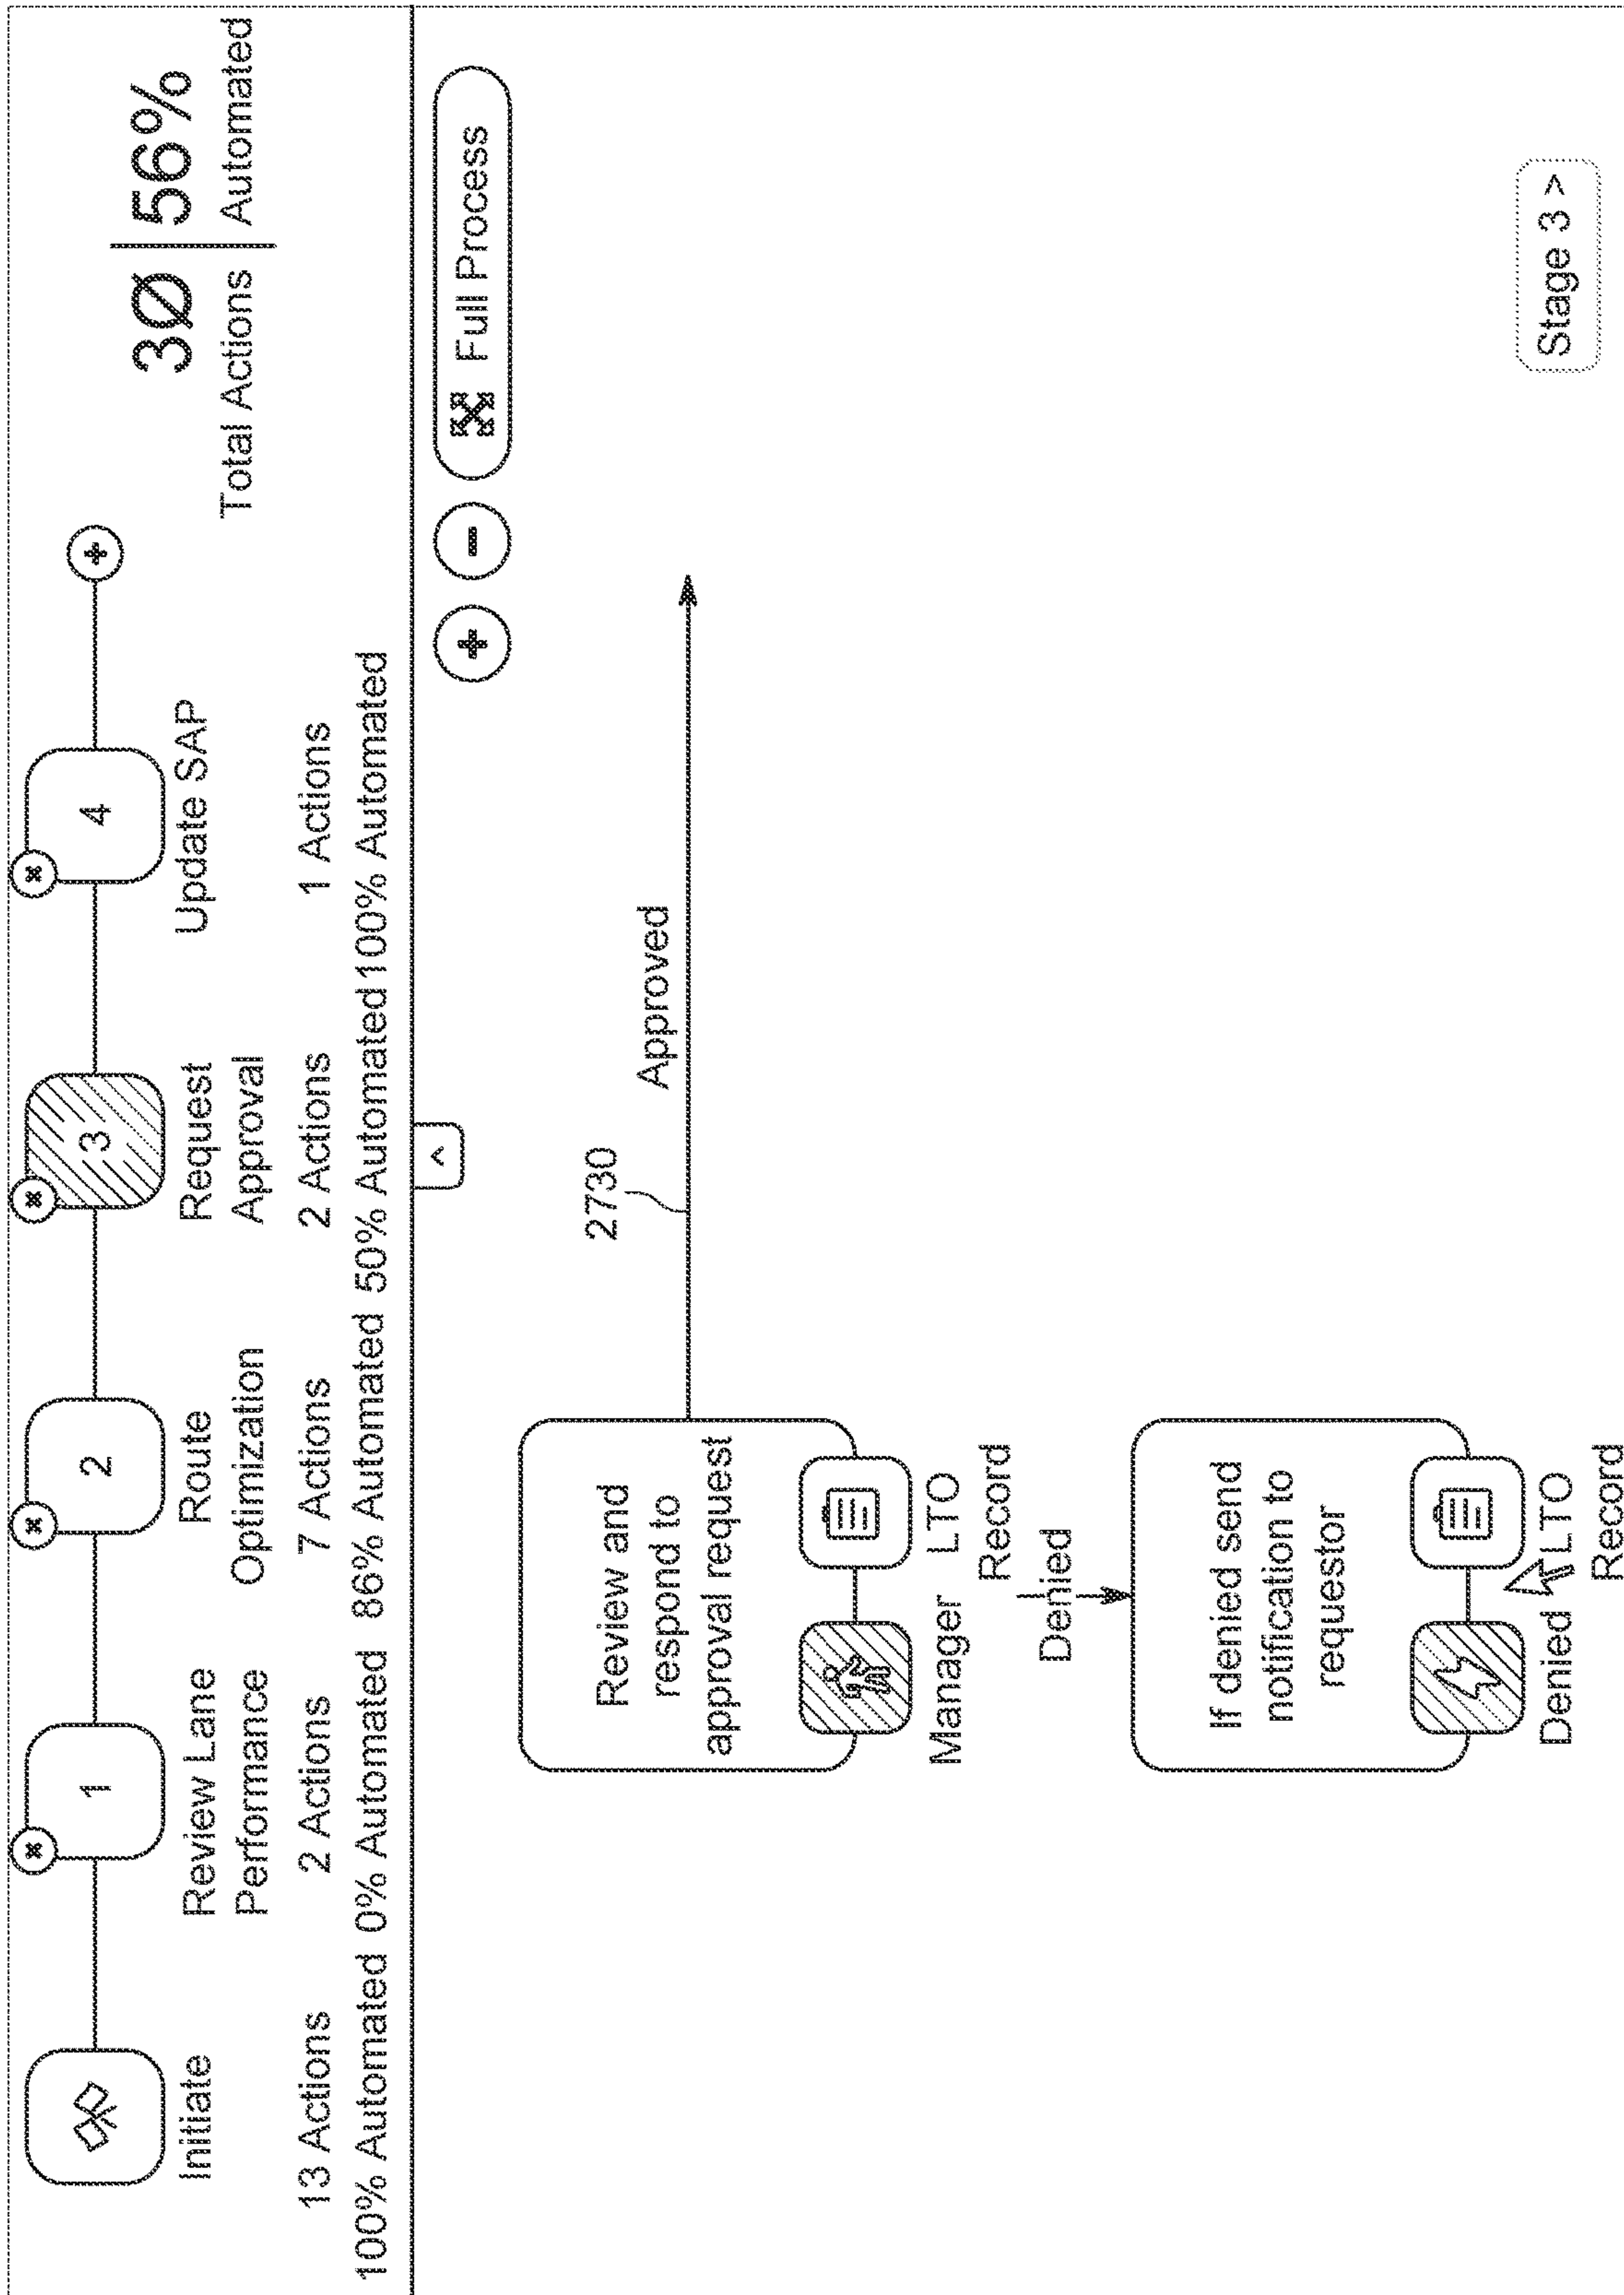 1
2
3
4
+
Initiate
Review Lane
Performance
Route
Optimization
Request
Approval
Update SAP
13 Actions
2 Actions
7 Actions
2 Actions
1 Actions
100% Automated
0% Automated
86% Automated
50% Automated
100% Automated
3Ø
Total Actions
56%
Automated
+
−
Full Process
2730
Approved
Review and
respond to
approval request
Manager
LTO
Record
Denied
If denied send
notification to
requestor
Denied
LTO
Record
Stage 3 >